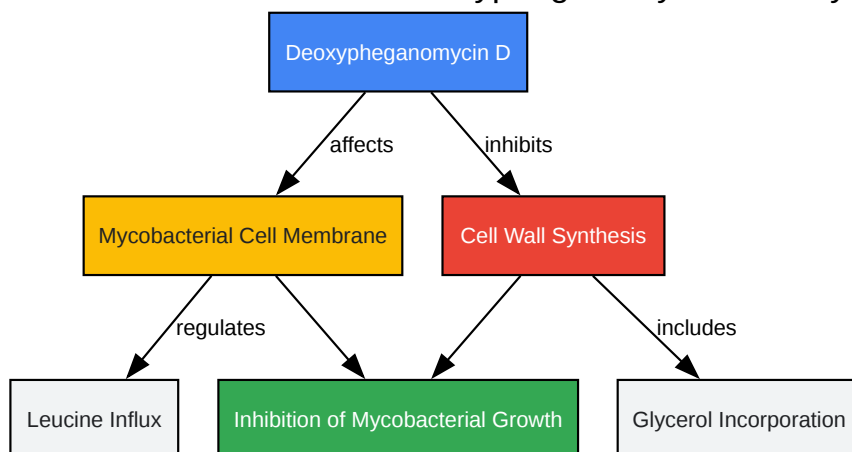 Deoxypheganomycin D
affects
inhibits
Mycobacterial Cell Membrane
Cell Wall Synthesis
regulates
includes
Leucine Influx
Inhibition of Mycobacterial Growth
Glycerol Incorporation